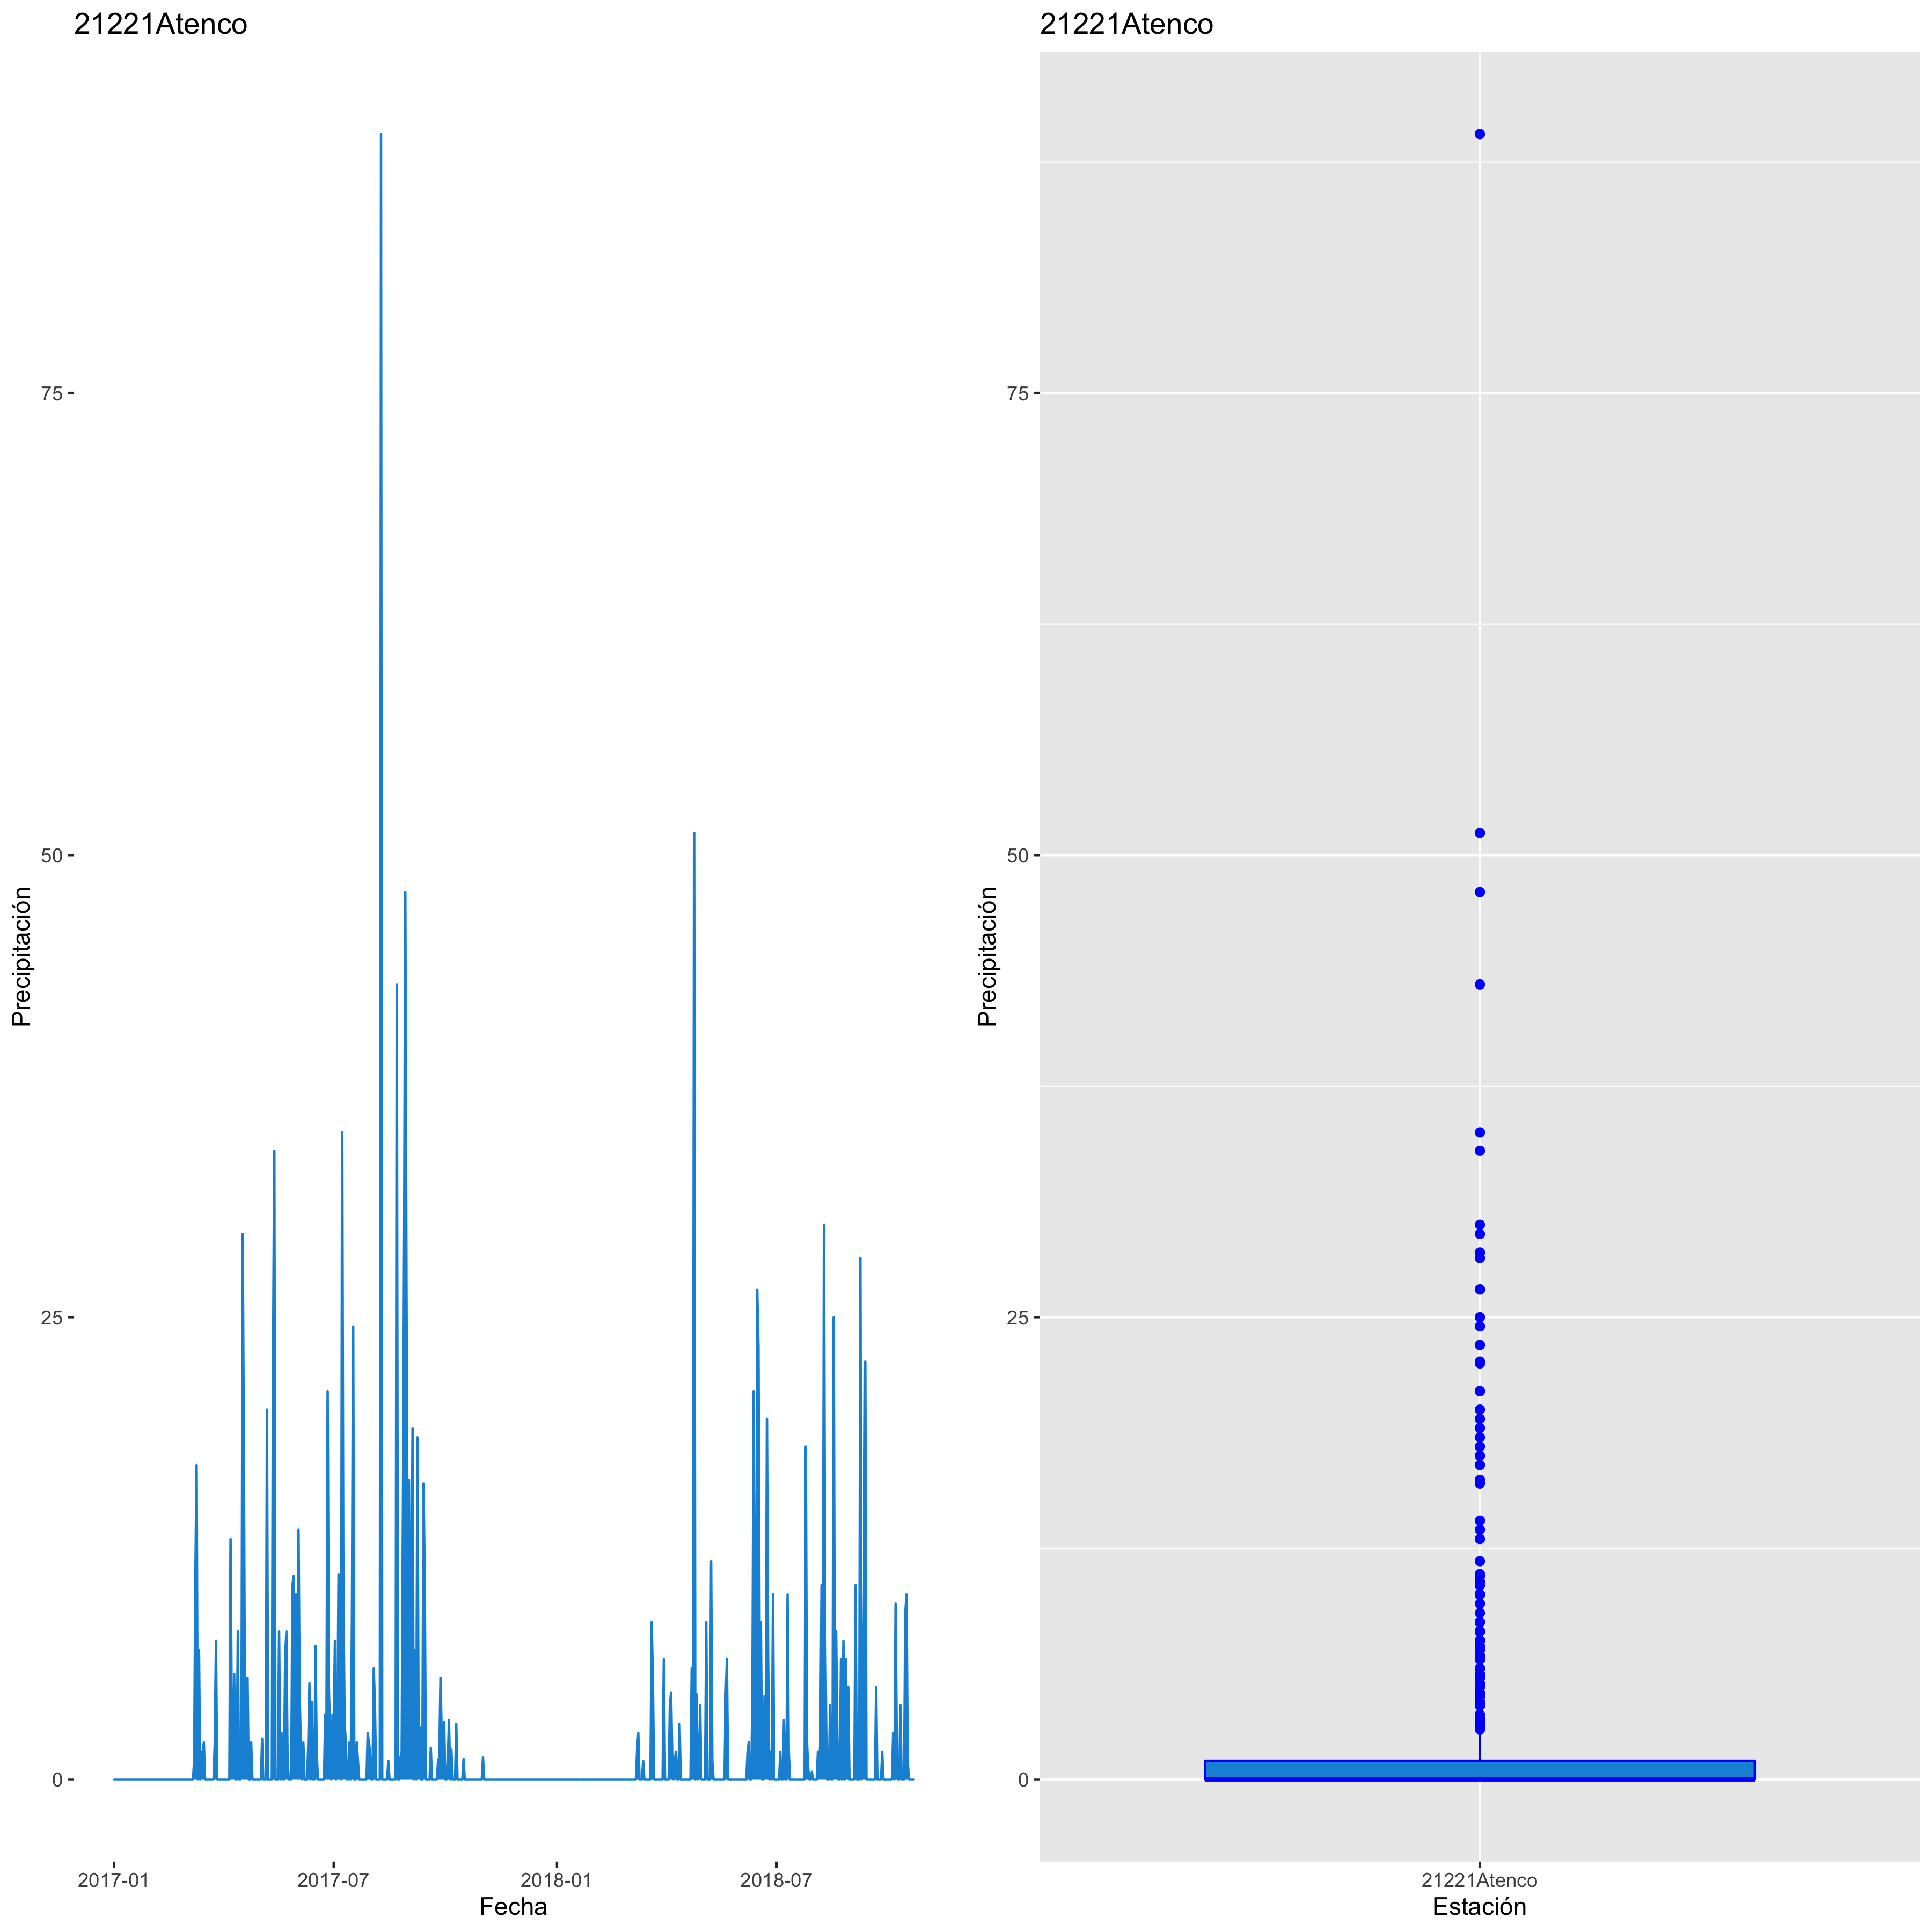 21221Atenco
Precipitación
75
50
25
0
2017-01
2017-07
2018-01
2018-07
Fecha
21221Atenco
Precipitación
75
50
25
0
21221Atenco
Estación